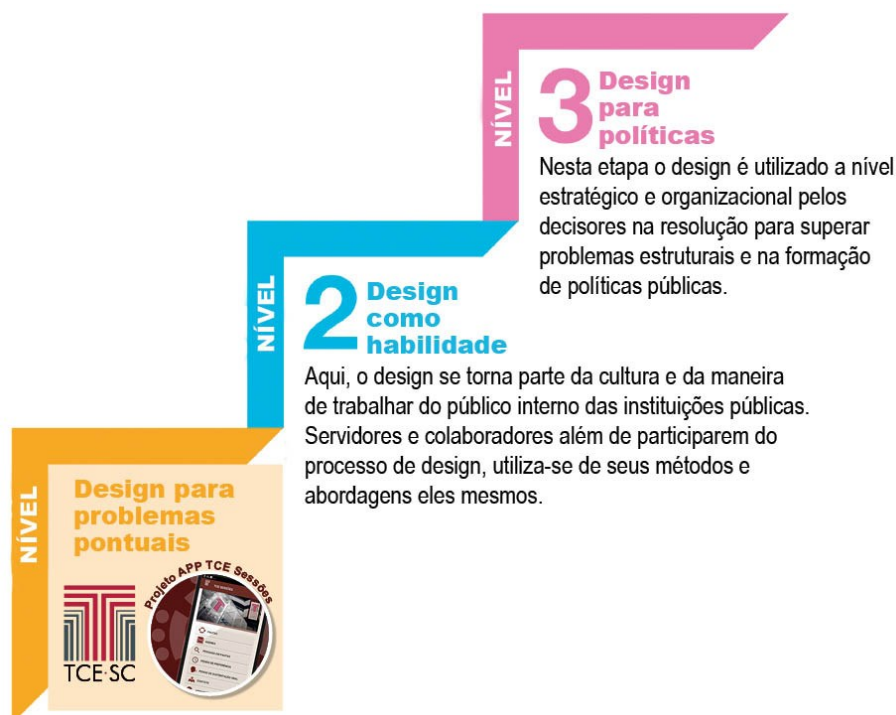 NÍVEL
3
Design
para
políticas
Nesta etapa o design é utilizado a nível
estratégico e organizacional pelos
decisores na resolução para superar
problemas estruturais e na formação
de políticas públicas.
NÍVEL
2
Design
como
habilidade
Aqui, o design se torna parte da cultura e da maneira
de trabalhar do público interno das instituições públicas.
Servidores e colaboradores além de participarem do
processo de design, utiliza-se de seus métodos e
abordagens eles mesmos.
NÍVEL
Design para
problemas
pontuais
Projeto APP TCE Sessões
TCE·SC